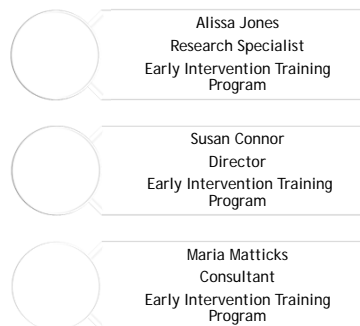 Alissa Jones
Research Specialist
Early Intervention Training
Program
Susan Connor
Director
Early Intervention Training
Program
Maria Matticks
Consultant
Early Intervention Training
Program